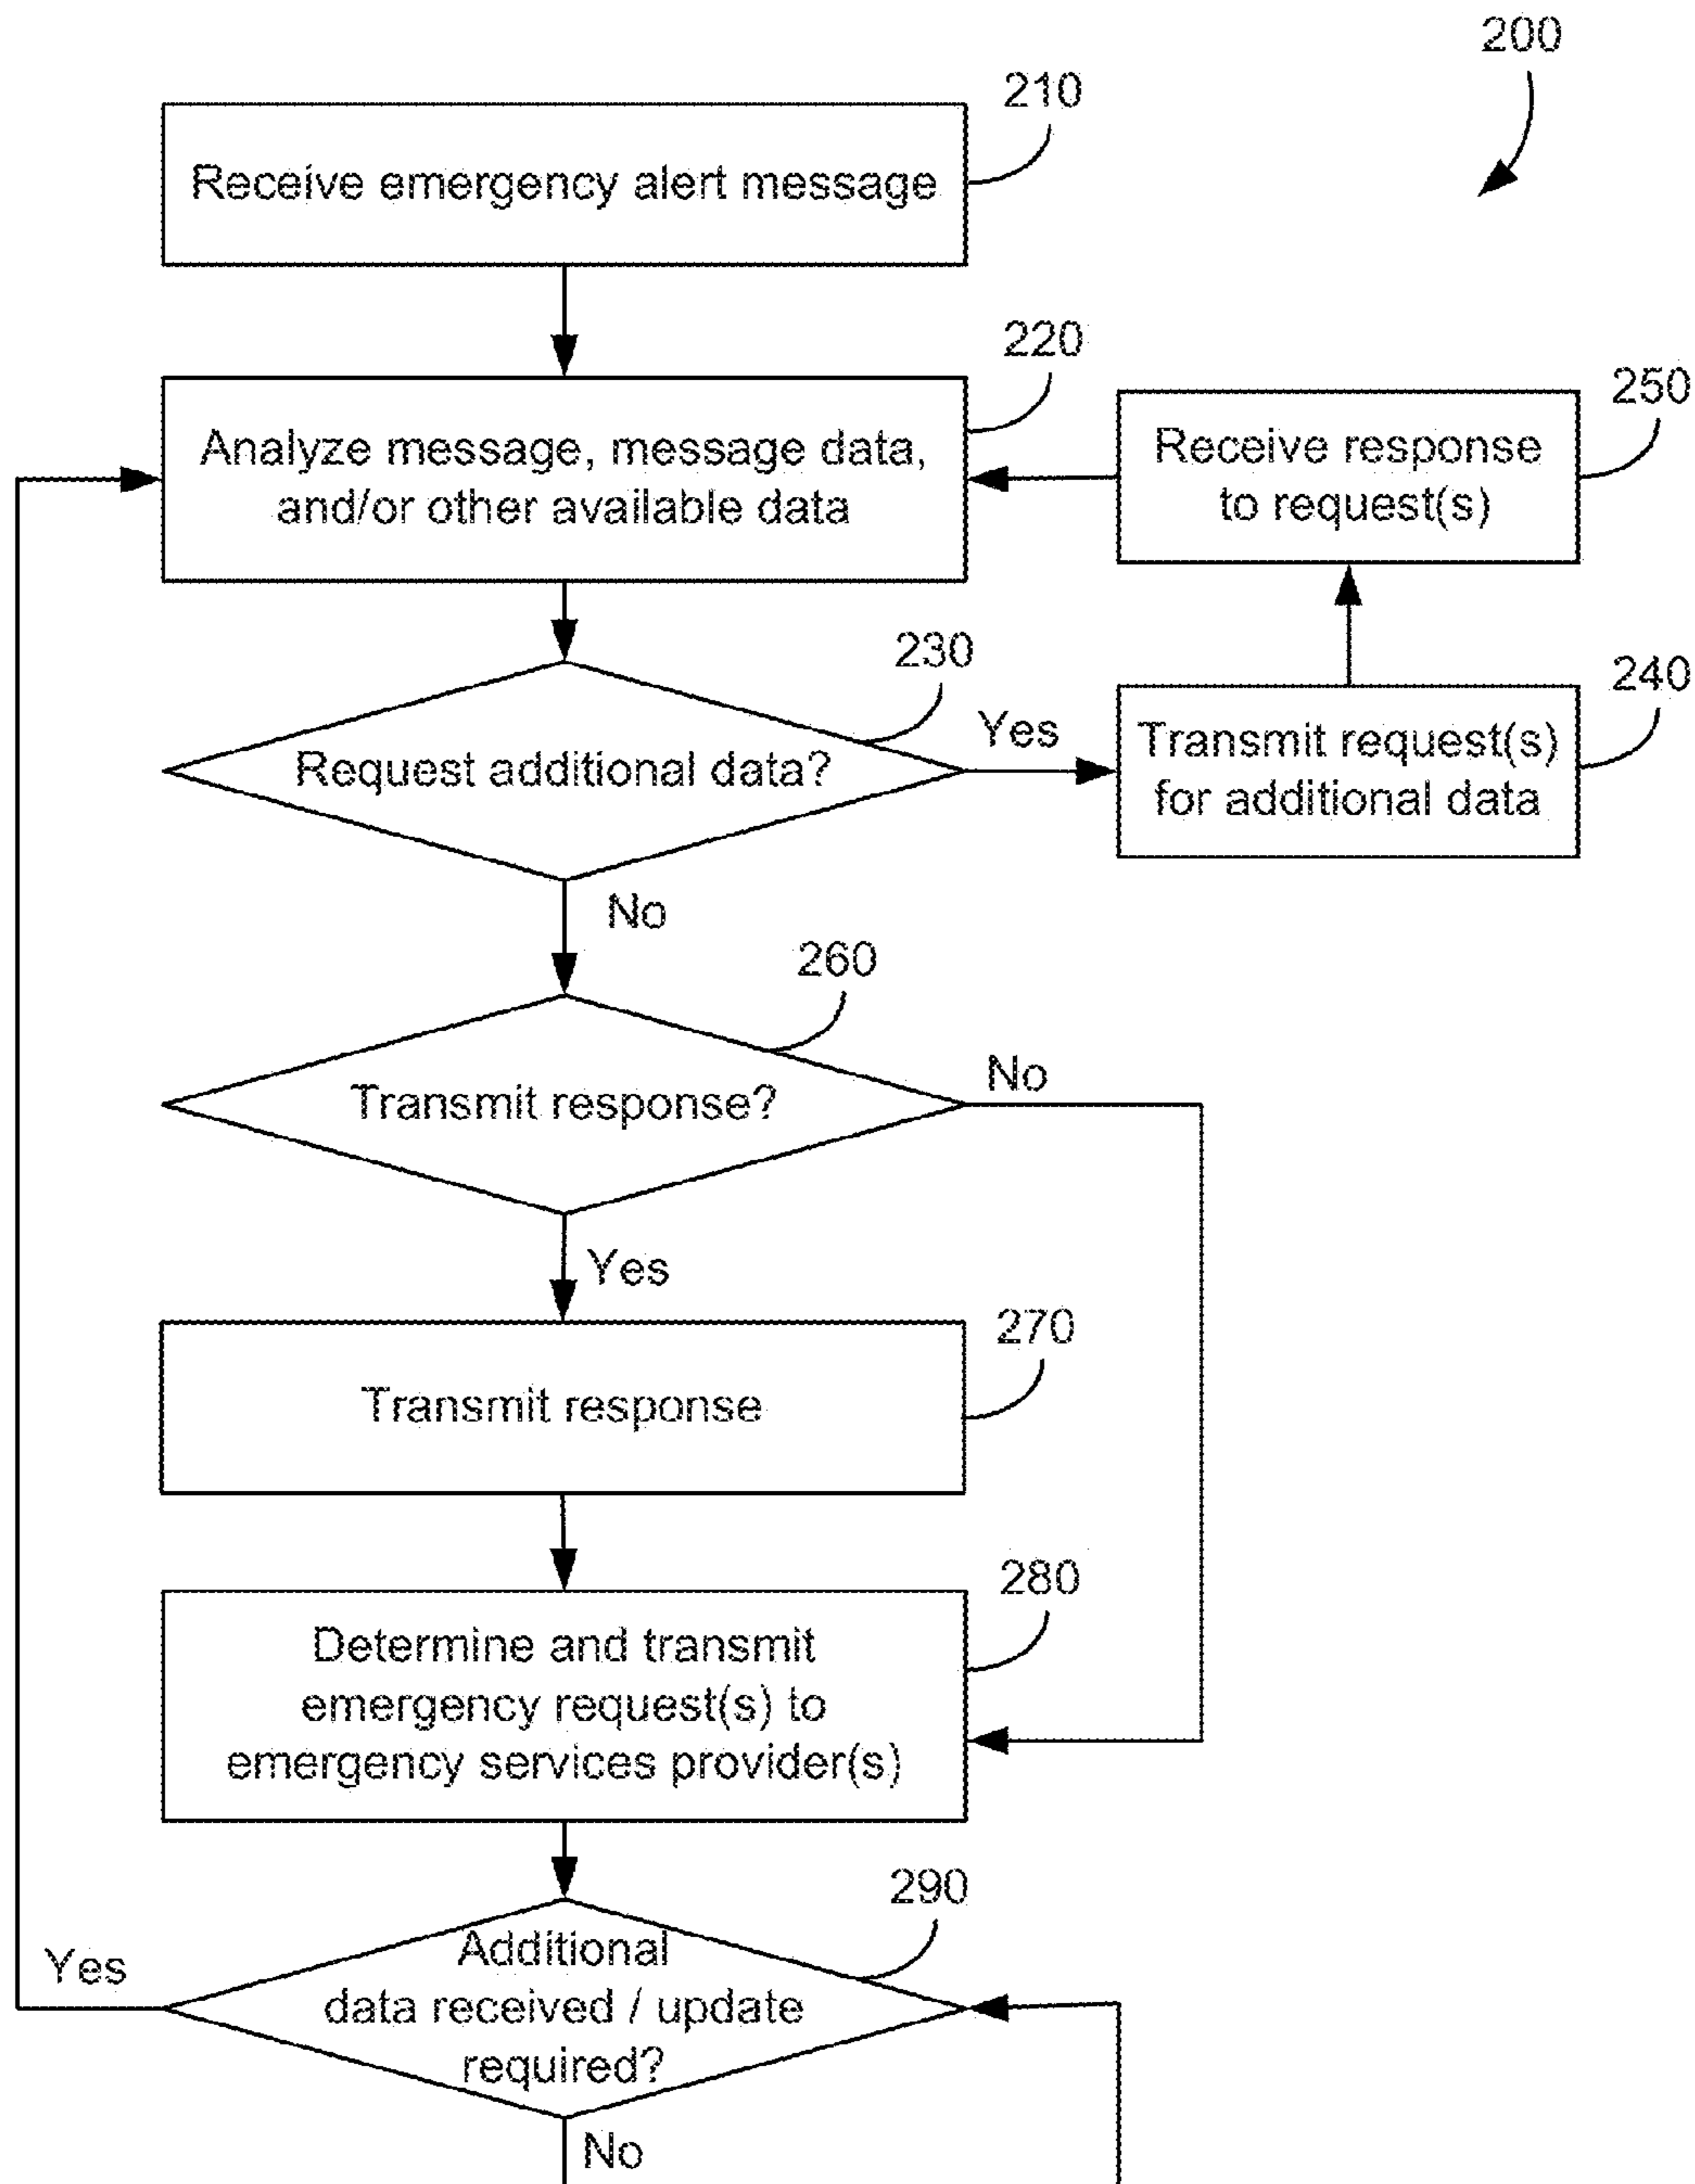 200
210
Receive emergency alert message
220
Analyze message, message data,
and/or other available data
250
Receive response
to request(s)
230
Request additional data?
Yes
240
Transmit request(s)
for additional data
No
260
Transmit response?
No
Yes
270
Transmit response
280
Determine and transmit
emergency request(s) to
emergency services provider(s)
290
Additional
data received / update
required?
Yes
No